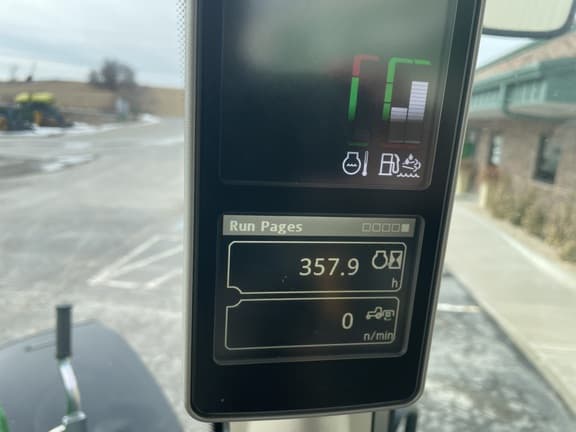 Run Pages
357.9
h
0
n/min